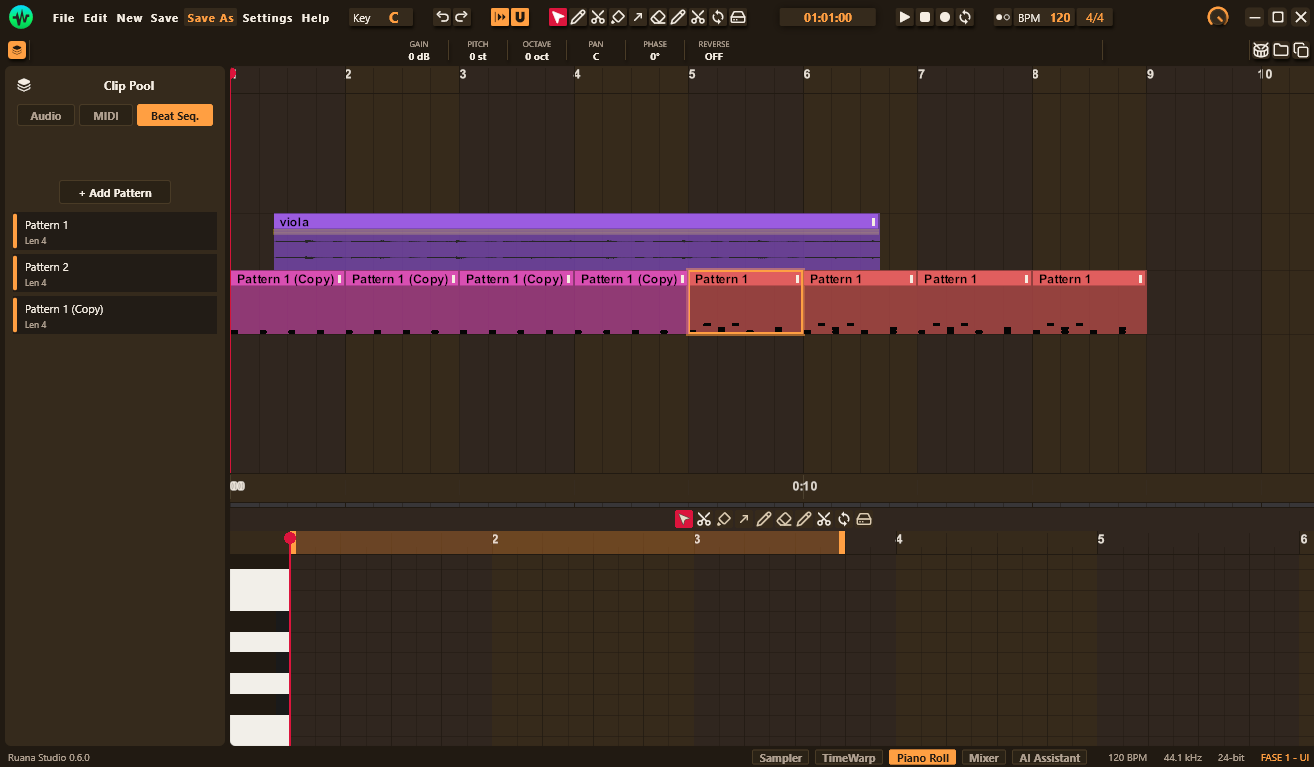 File Edit New Save Save As Settings Help Key C 01:01:00 BPM 120 4/4
GAIN PITCH OCTAVE PAN PHASE REVERSE
0 dB 0 st 0 oct C 0° OFF
Clip Pool
Audio MIDI Beat Seq.
+ Add Pattern
Pattern 1
Len 4
Pattern 2
Len 4
Pattern 1 (Copy)
Len 4
2 3 4 5 6 7 8 9 10
viola
Pattern 1 (Copy) Pattern 1 (Copy) Pattern 1 (Copy) Pattern 1 (Copy) Pattern 1 Pattern 1 Pattern 1 Pattern 1
0:10
2 3 4 5 6
Ruana Studio 0.6.0 Sampler TimeWarp Piano Roll Mixer AI Assistant 120 BPM 44.1 kHz 24-bit FASE 1 - UI